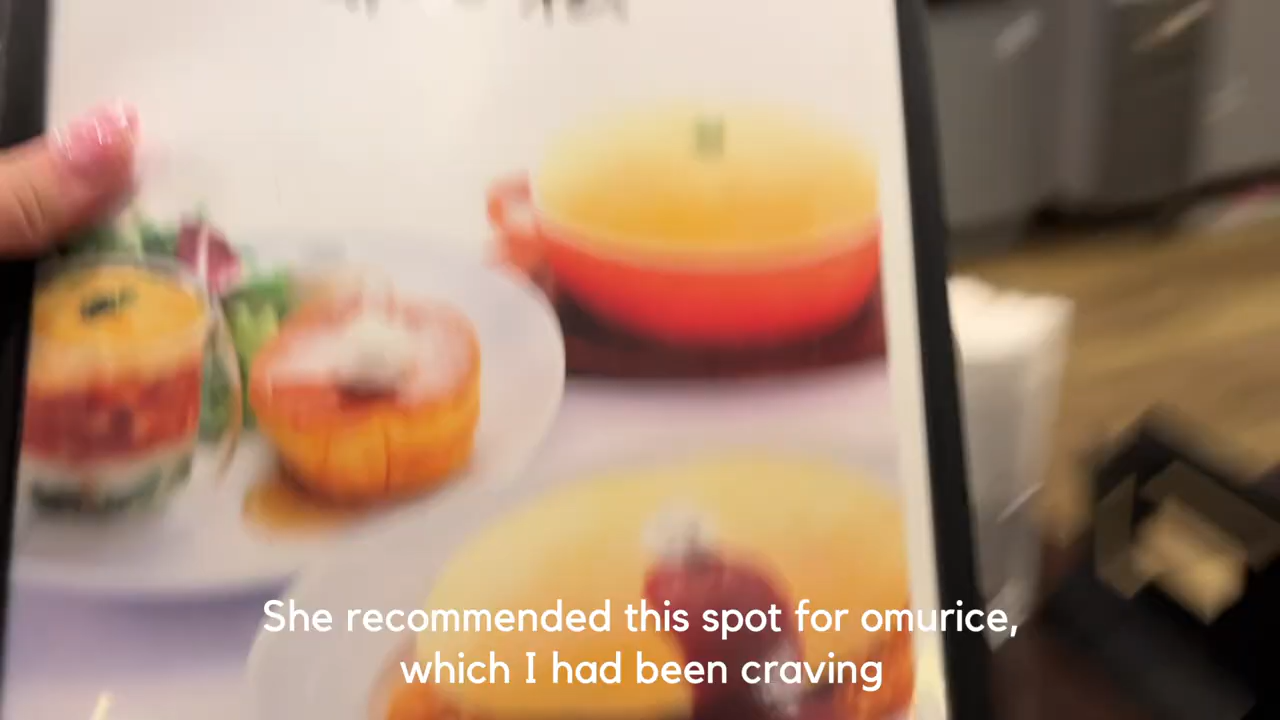 She recommended this spot for omurice,
which I had been craving